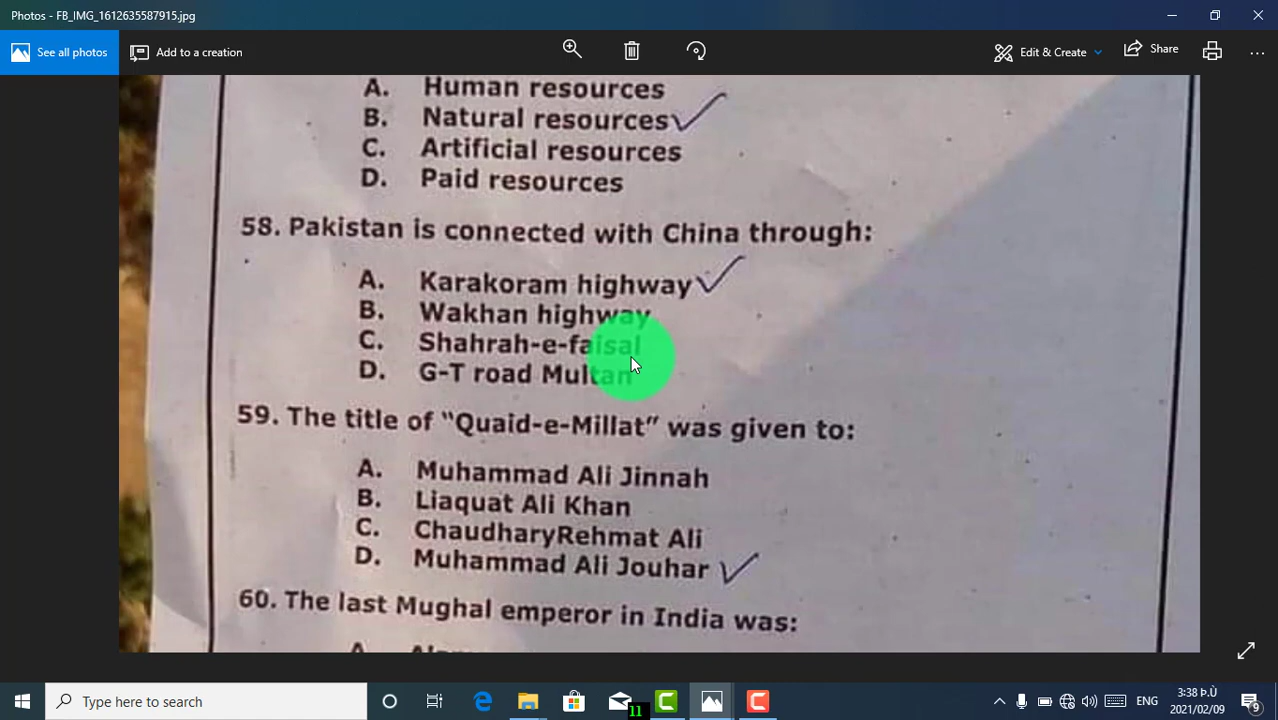 Photos - FB_IMG_1612635587915.jpg
See all photos
Add to a creation
Edit & Create
Share
A. Human resources
B. Natural resources
C. Artificial resources
D. Paid resources
58. Pakistan is connected with China through:
A. Karakoram highway
B. Wakhan highway
C. Shahrah-e-faisal
D. G-T road Multan
59. The title of “Quaid-e-Millat” was given to:
A. Muhammad Ali Jinnah
B. Liaquat Ali Khan
C. ChaudharyRehmat Ali
D. Muhammad Ali Jouhar
60. The last Mughal emperor in India was:
A.
Type here to search
11
ENG
3:38 Þ.Ù
2021/02/09
9